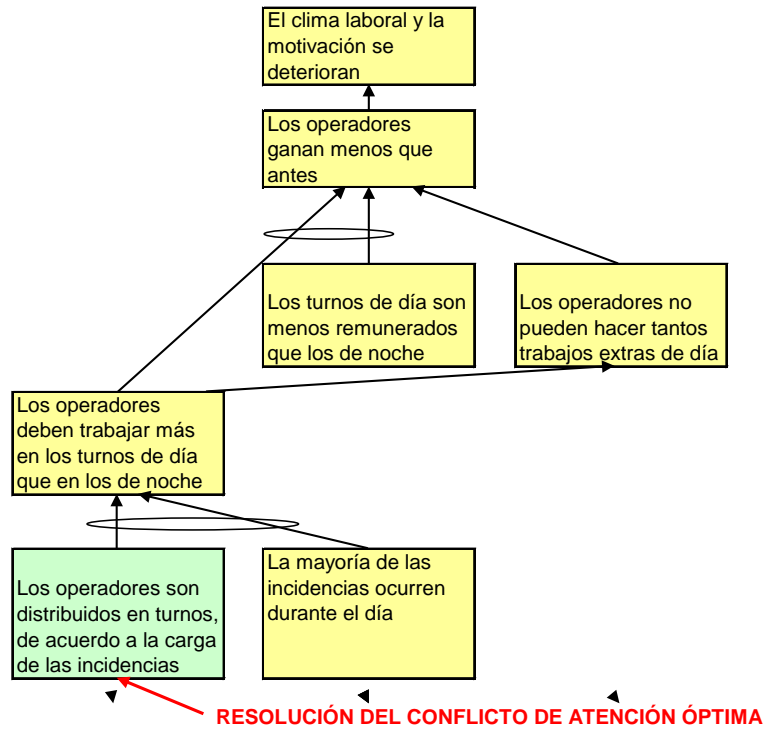 El clima laboral y la
motivación se
deterioran
Los operadores
ganan menos que
antes
Los turnos de día son
menos remunerados
que los de noche
Los operadores no
pueden hacer tantos
trabajos extras de día
Los operadores
deben trabajar más
en los turnos de día
que en los de noche
Los operadores son
distribuidos en turnos,
de acuerdo a la carga
de las incidencias
La mayoría de las
incidencias ocurren
durante el día
RESOLUCIÓN DEL CONFLICTO DE ATENCIÓN ÓPTIMA